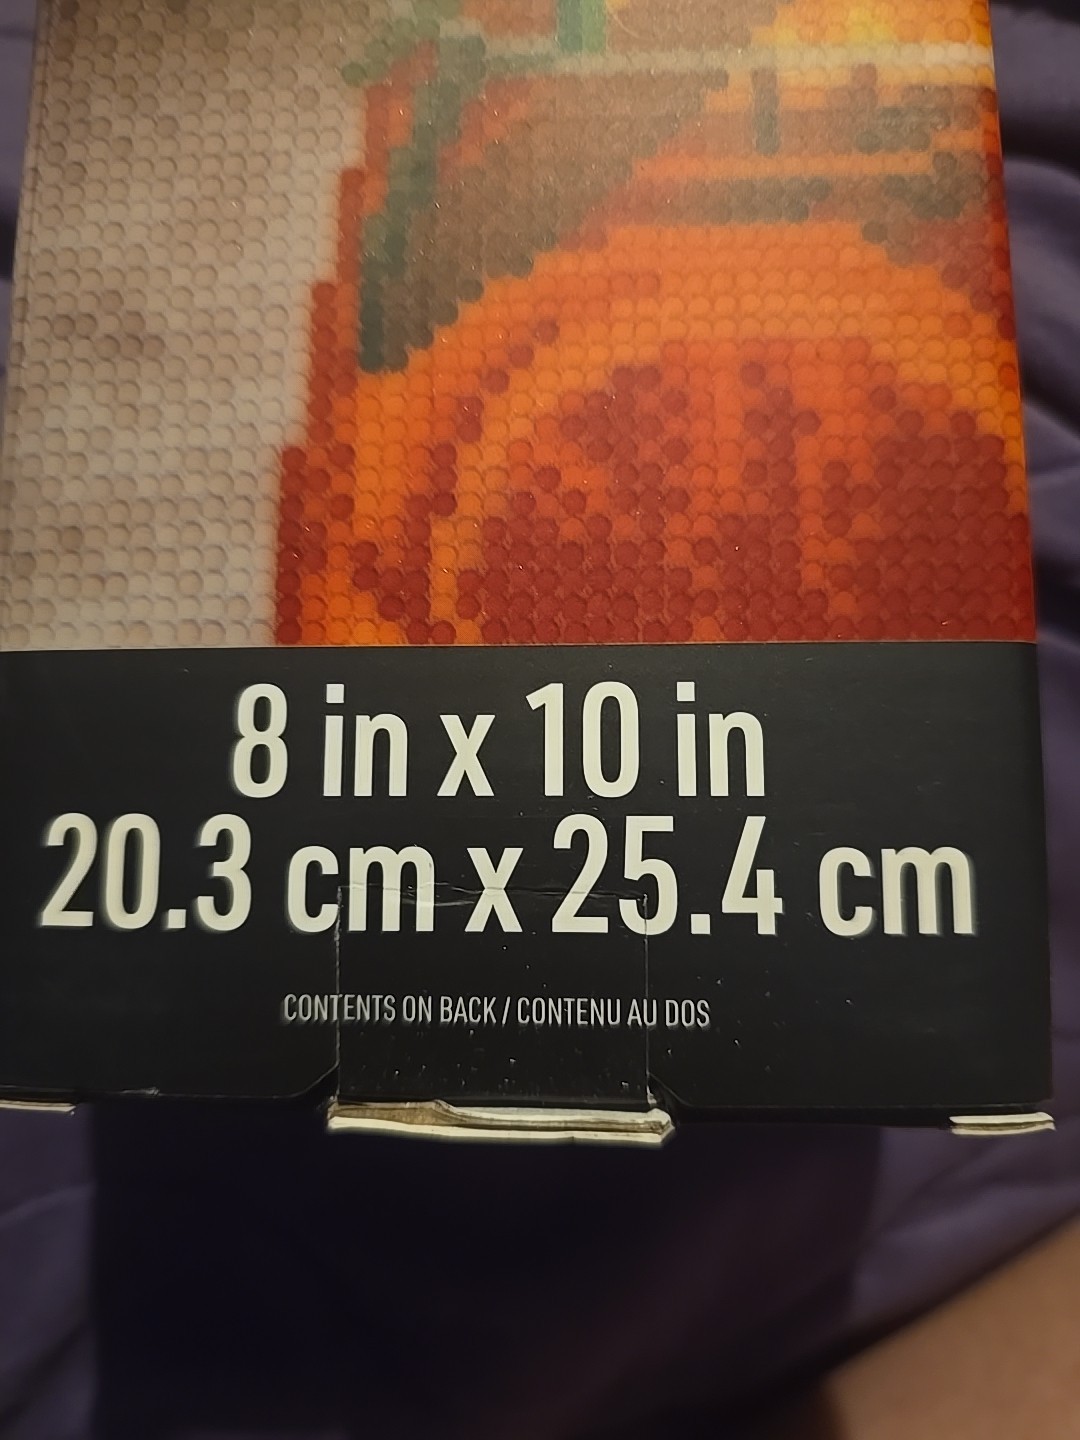 8 in x 10 in
20.3 cm x 25.4 cm
CONTENTS ON BACK / CONTENU AU DOS